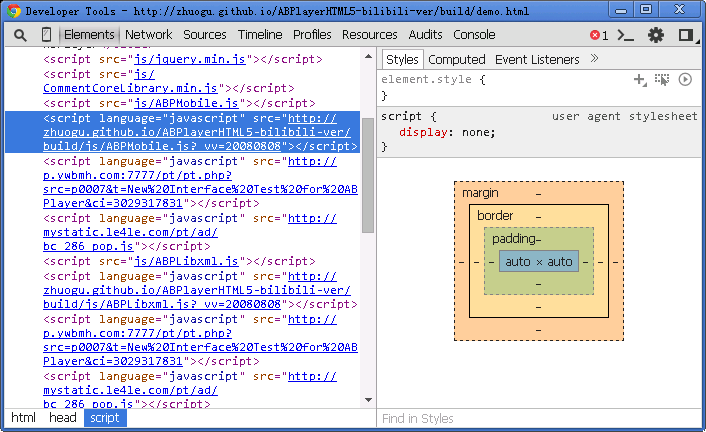 Developer Tools - http://zhuogu.github.io/ABPlayerHTML5-bilibili-ver/build/demo.html
Elements Network Sources Timeline Profiles Resources Audits Console 1
<script src="js/jquery.min.js"></script>
<script src="js/
CommentCoreLibrary.min.js"></script>
<script src="js/ABPMobile.js"></script>
<script language="javascript" src="http://
zhuogu.github.io/ABPlayerHTML5-bilibili-ver/
build/js/ABPMobile.js?_vv=20080808"></script>
<script language="javascript" src="http://
p.ywbmh.com:7777/pt/pt.php?
src=p0007&t=New%20Interface%20Test%20for%20AB
Player&ci=3029317831"></script>
<script language="javascript" src="http://
mystatic.le4le.com/pt/ad/
bc_286_pop.js"></script>
<script src="js/ABPLibxml.js"></script>
<script language="javascript" src="http://
zhuogu.github.io/ABPlayerHTML5-bilibili-ver/
build/js/ABPLibxml.js?_vv=20080808"></script>
<script language="javascript" src="http://
p.ywbmh.com:7777/pt/pt.php?
src=p0007&t=New%20Interface%20Test%20for%20AB
Player&ci=3029317831"></script>
<script language="javascript" src="http://
mystatic.le4le.com/pt/ad/
bc_286_pop.js"></script>
html head script
Styles Computed Event Listeners »
element.style {
}
script { user agent stylesheet
display: none;
}
margin –
border –
padding –
– – – auto × auto – – –
–
–
–
Find in Styles